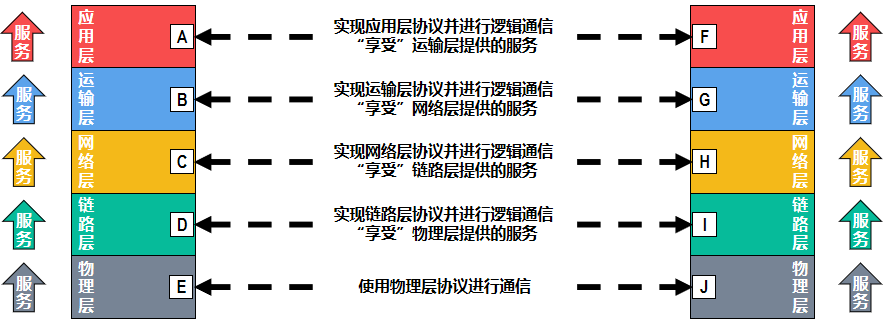 服务
应用层
A
实现应用层协议并进行逻辑通信
“享受”运输层提供的服务
F
应用层
服务
服务
运输层
B
实现运输层协议并进行逻辑通信
“享受”网络层提供的服务
G
运输层
服务
服务
网络层
C
实现网络层协议并进行逻辑通信
“享受”链路层提供的服务
H
网络层
服务
服务
链路层
D
实现链路层协议并进行逻辑通信
“享受”物理层提供的服务
I
链路层
服务
服务
物理层
E
使用物理层协议进行通信
J
物理层
服务